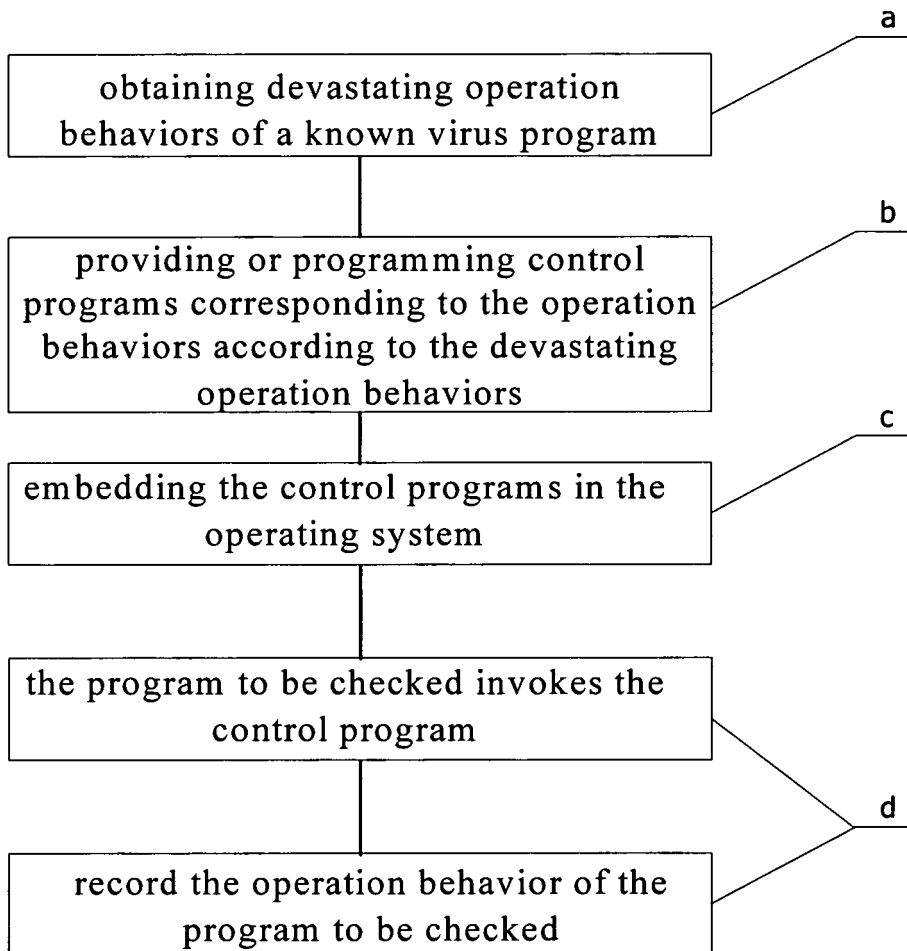 a
obtaining devastating operation
behaviors of a known virus program
b
providing or programming control
programs corresponding to the operation
behaviors according to the devastating
operation behaviors
c
embedding the control programs in the
operating system
the program to be checked invokes the
control program
d
record the operation behavior of the
program to be checked